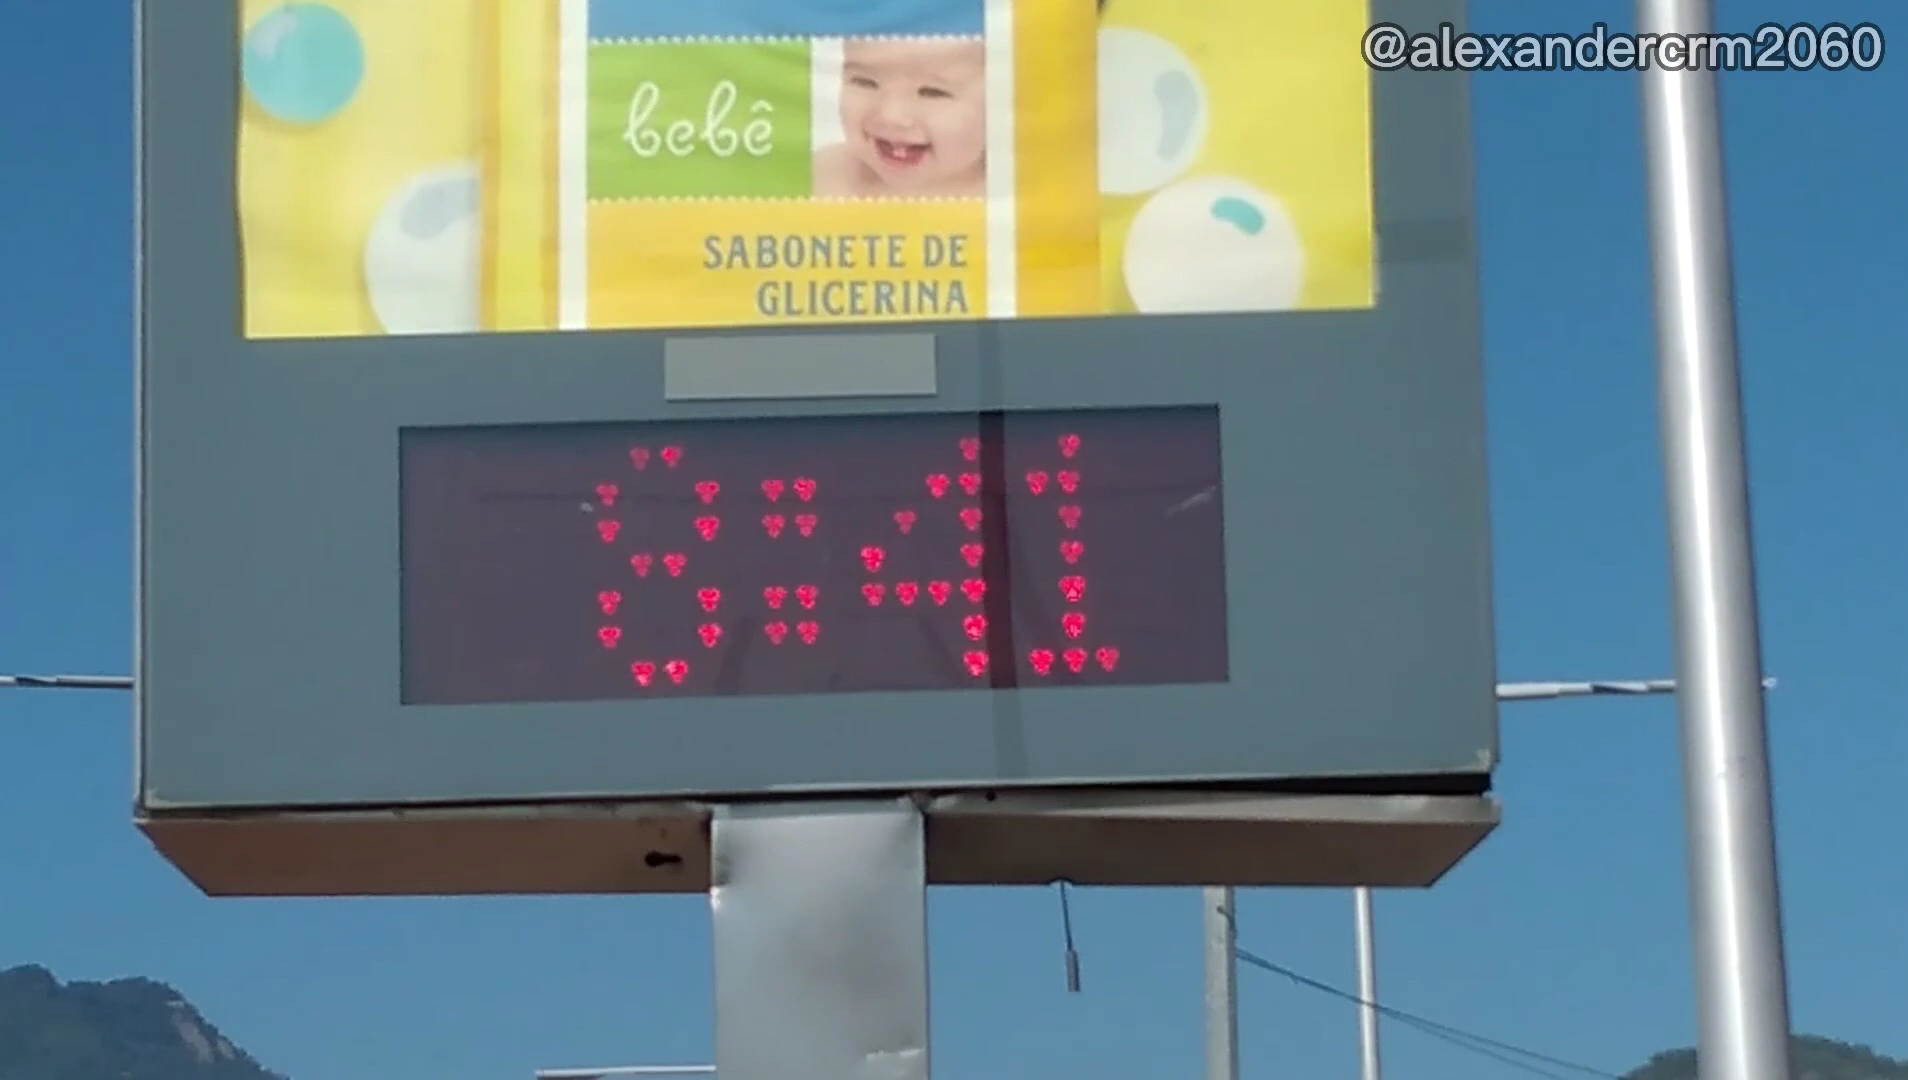 @alexandercrm2060
bebê
SABONETE DE
GLICERINA
8:41